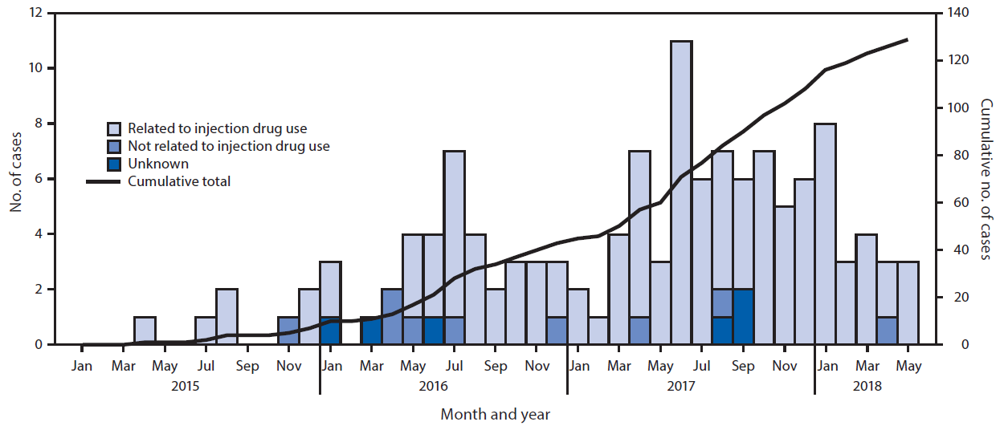 12
10
8
6
4
2
0
No. of cases
Related to injection drug use
Not related to injection drug use
Unknown
Cumulative total
140
120
100
80
60
40
20
0
Cumulative no. of cases
Jan Mar May Jul Sep Nov Jan Mar May Jul Sep Nov Jan Mar May Jul Sep Nov Jan Mar May
2015 2016 2017 2018
Month and year